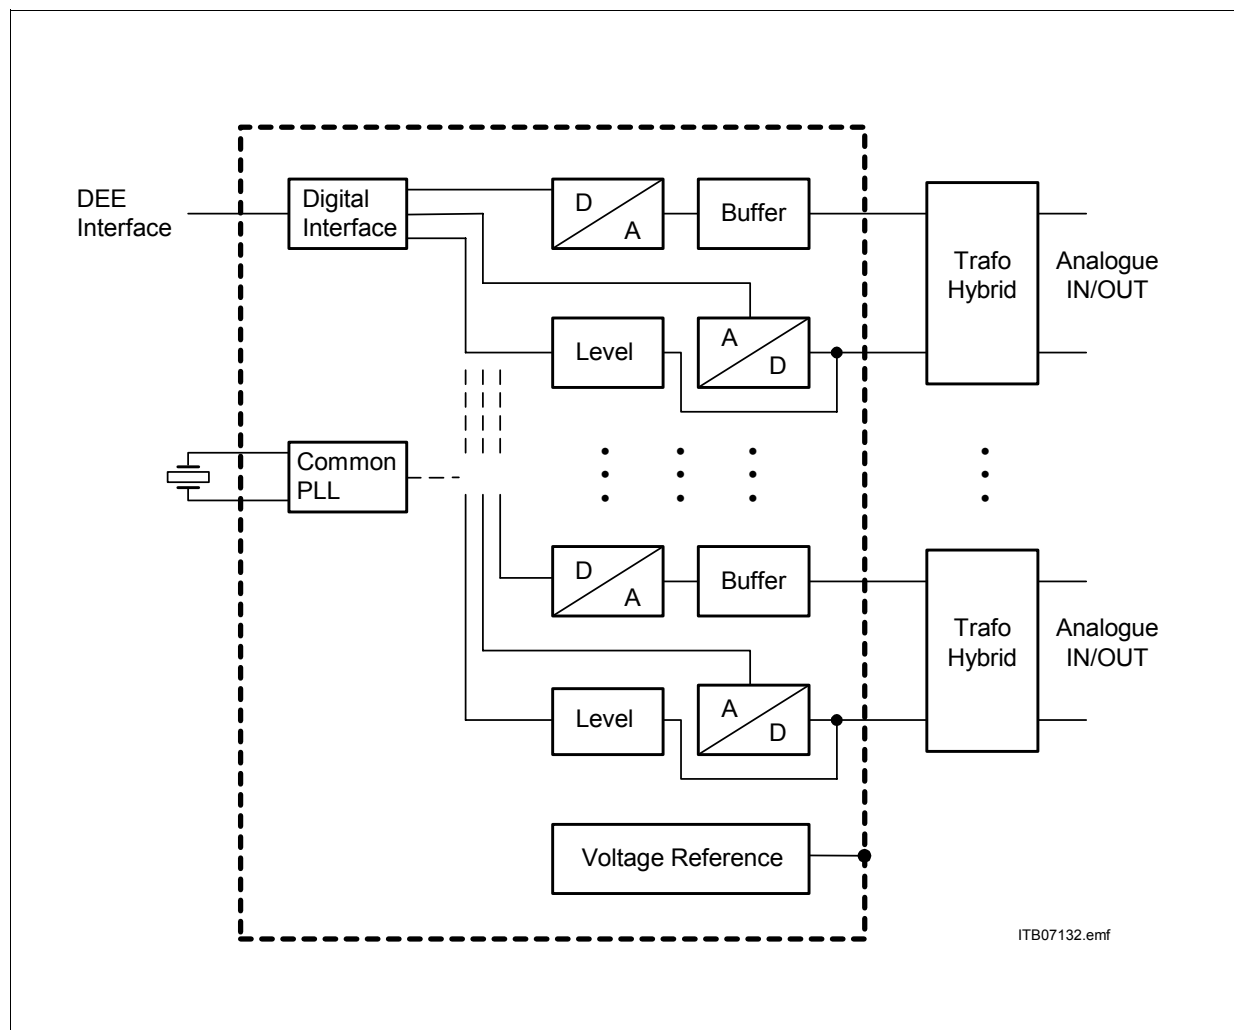 DEE
Interface
Digital
Interface
D
A
Buffer
Trafo
Hybrid
Analogue
IN/OUT
Level
A
D
Common
PLL
D
A
Buffer
Trafo
Hybrid
Analogue
IN/OUT
Level
A
D
Voltage Reference
ITB07132.emf